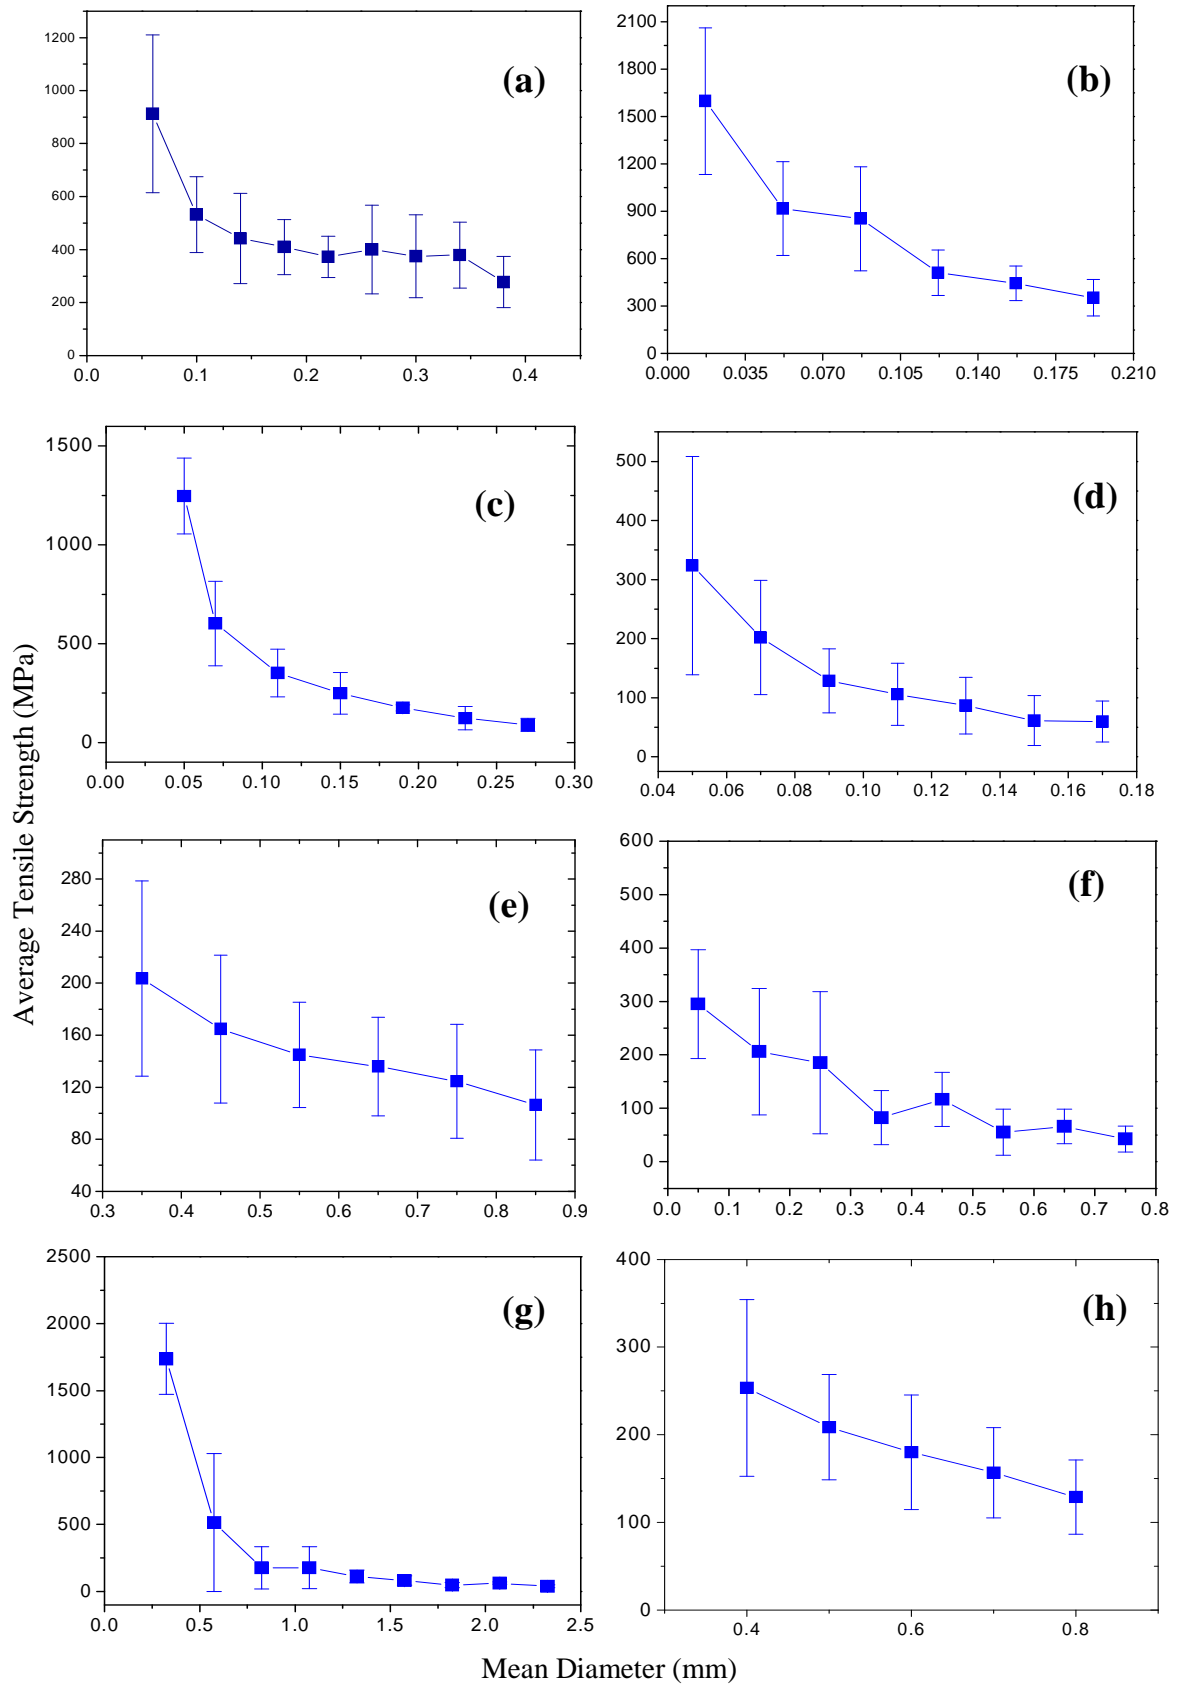 (a)
1200
1000
800
600
400
200
0
0.0 0.1 0.2 0.3 0.4
(b)
2100
1800
1500
1200
900
600
300
0
0.000 0.035 0.070 0.105 0.140 0.175 0.210
Average Tensile Strength (MPa)
(c)
1500
1000
500
0
0.00 0.05 0.10 0.15 0.20 0.25 0.30
(d)
500
400
300
200
100
0
0.04 0.06 0.08 0.10 0.12 0.14 0.16 0.18
(e)
280
240
200
160
120
80
40
0.3 0.4 0.5 0.6 0.7 0.8 0.9
(f)
600
500
400
300
200
100
0
0.0 0.1 0.2 0.3 0.4 0.5 0.6 0.7 0.8
(g)
2500
2000
1500
1000
500
0
0.0 0.5 1.0 1.5 2.0 2.5
(h)
400
300
200
100
0
0.4 0.6 0.8
Mean Diameter (mm)